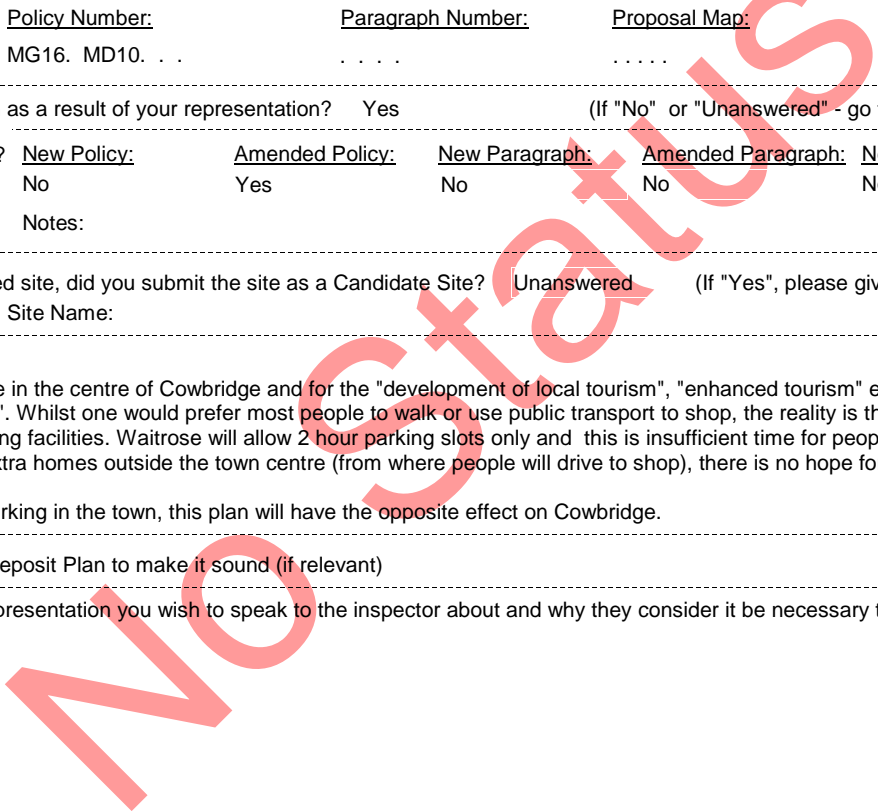 Policy Number: Paragraph Number: Proposal Map:
MG16. MD10. . . . . . . . . . . .
as a result of your representation? Yes (If "No" or "Unanswered" - go
? New Policy: Amended Policy: New Paragraph: Amended Paragraph:
No Yes No No
Notes:
ed site, did you submit the site as a Candidate Site? Unanswered (If "Yes", please giv
Site Name:
e in the centre of Cowbridge and for the "development of local tourism", "enhanced tourism" e
". Whilst one would prefer most people to walk or use public transport to shop, the reality is th
ng facilities. Waitrose will allow 2 hour parking slots only and this is insufficient time for peop
xtra homes outside the town centre (from where people will drive to shop), there is no hope fo
rking in the town, this plan will have the opposite effect on Cowbridge.
eposit Plan to make it sound (if relevant)
presentation you wish to speak to the inspector about and why they consider it be necessary t
No Status